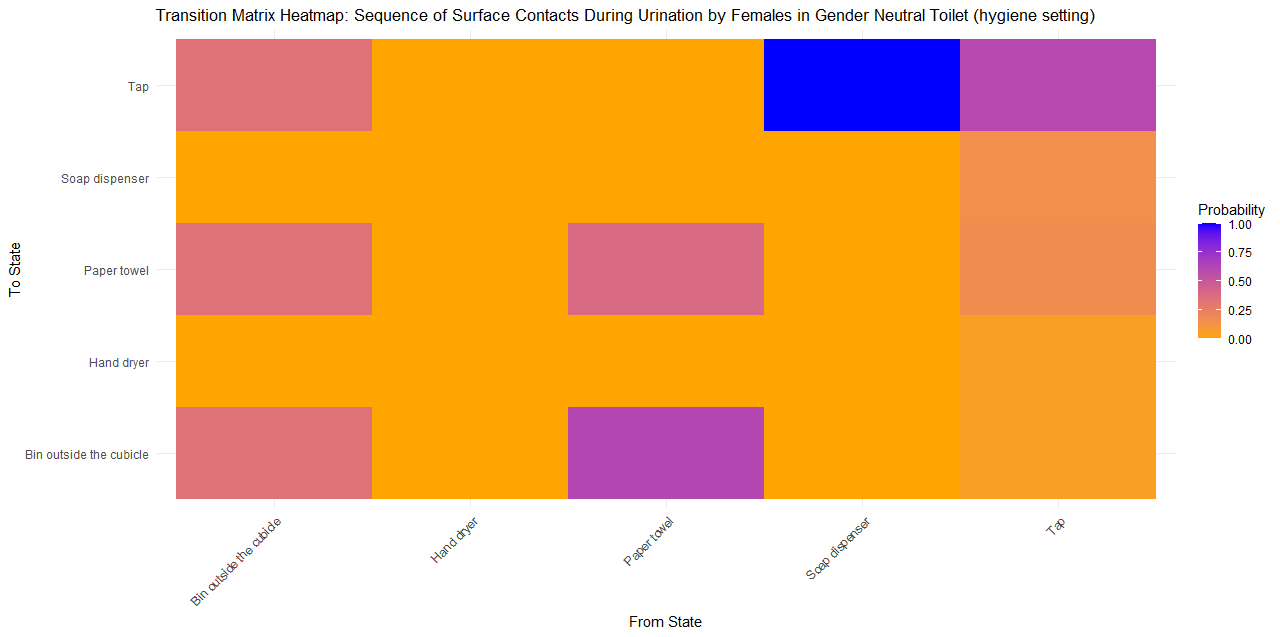 Transition Matrix Heatmap: Sequence of Surface Contacts During Urination by Females in Gender Neutral Toilet (hygiene setting)
To State
Tap
Soap dispenser
Paper towel
Hand dryer
Bin outside the cubicle
Bin outside the cubicle
Hand dryer
Paper towel
Soap dispenser
Tap
From State
Probability
1.00
0.75
0.50
0.25
0.00